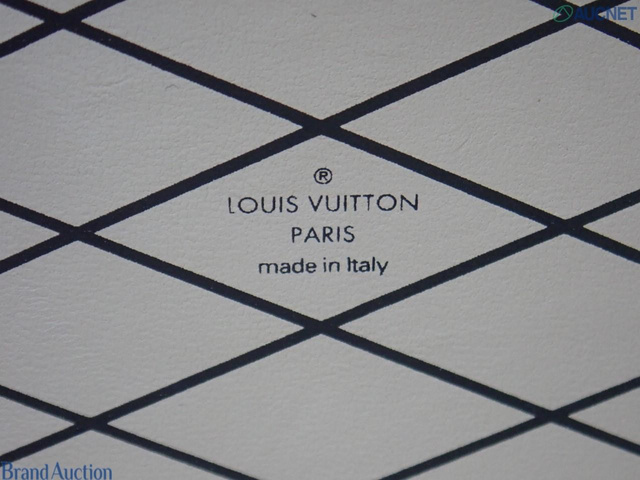 AUCNET
®
LOUIS VUITTON
PARIS
made in Italy
Brand Auction